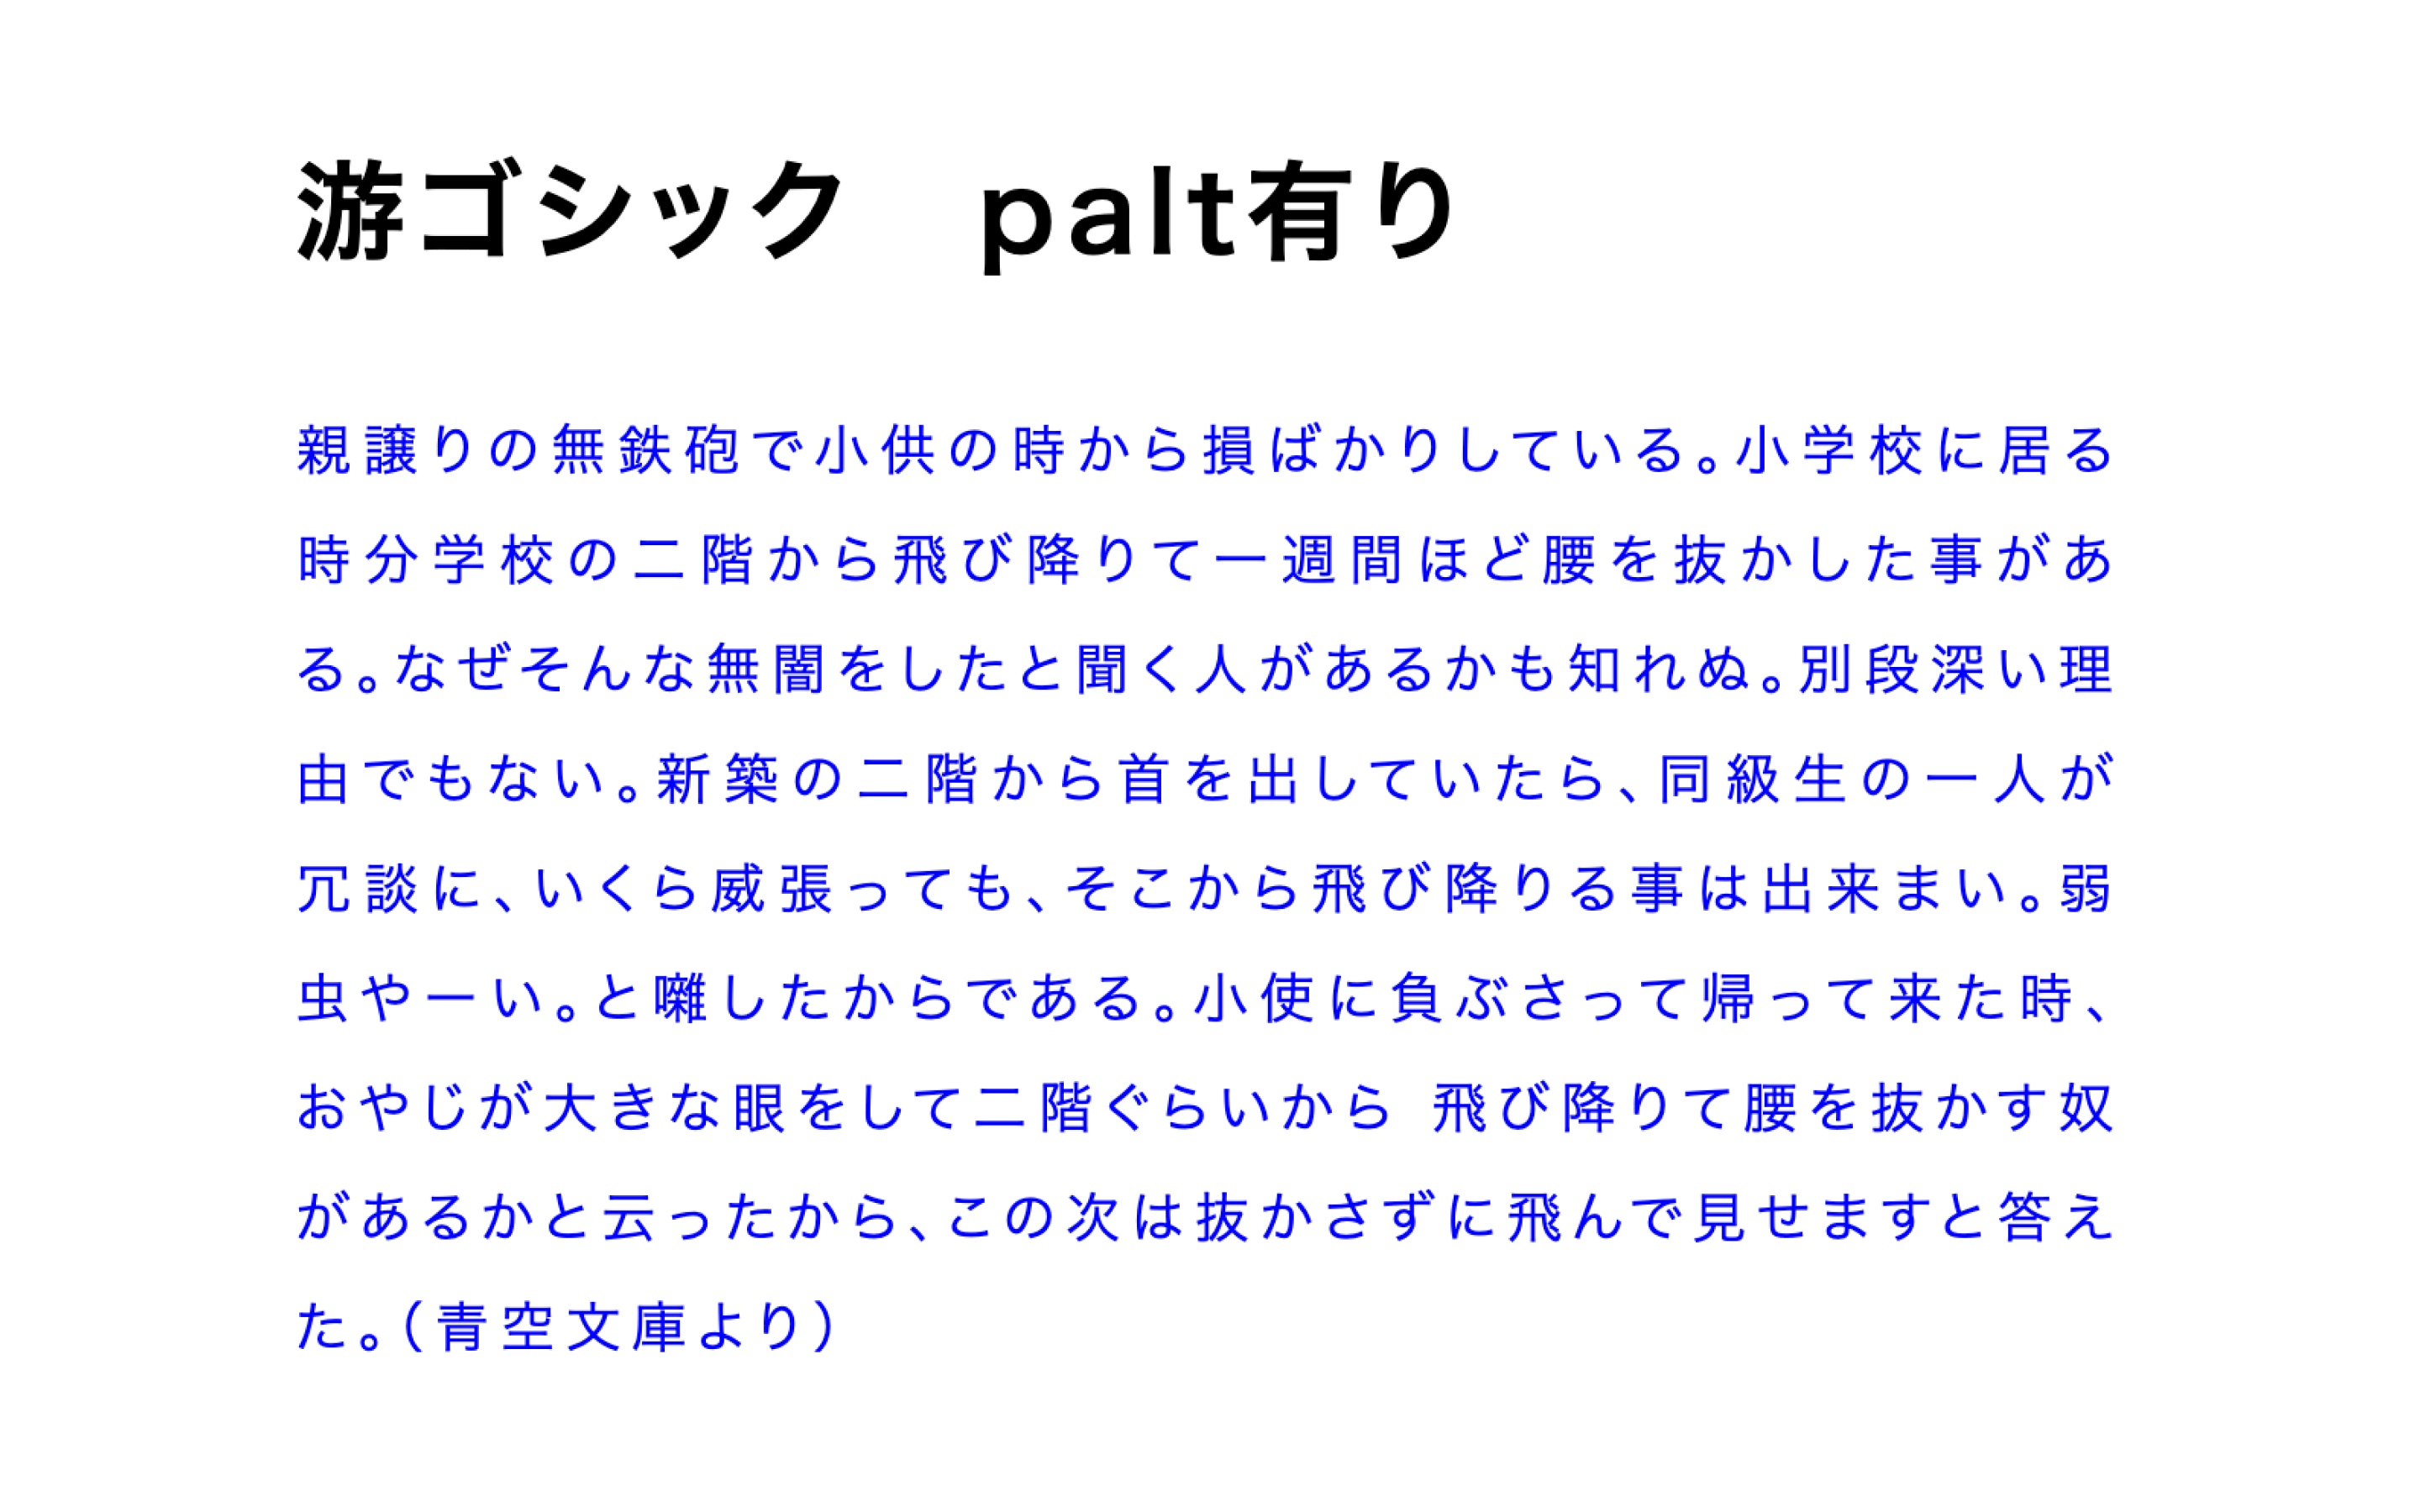 游ゴシック　palt有り
親譲りの無鉄砲で小供の時から損ばかりしている。小学校に居る
時分学校の二階から飛び降りて一週間ほど腰を抜かした事があ
る。なぜそんな無闇をしたと聞く人があるかも知れぬ。別段深い理
由でもない。新築の二階から首を出していたら、同級生の一人が
冗談に、いくら威張っても、そこから飛び降りる事は出来まい。弱
虫やーい。と囃したからである。小使に負ぶさって帰って来た時、
おやじが大きな眼をして二階ぐらいから 飛び降りて腰を抜かす奴
があるかと云ったから、この次は抜かさずに飛んで見せますと答え
た。（青空文庫より）